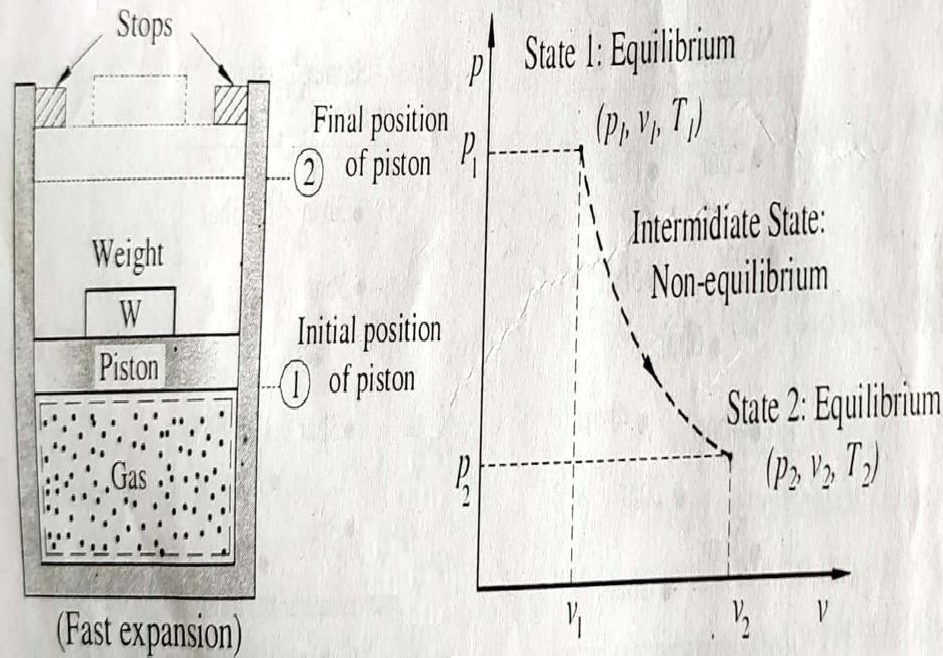 Stops
Final position
② of piston
Weight
W
Piston
Initial position
① of piston
Gas
(Fast expansion)
p
State 1: Equilibrium
(p₁, v₁, T₁)
p₁
Intermidiate State:
Non-equilibrium
State 2: Equilibrium
(p₂, v₂, T₂)
p₂
v₁
v₂
v